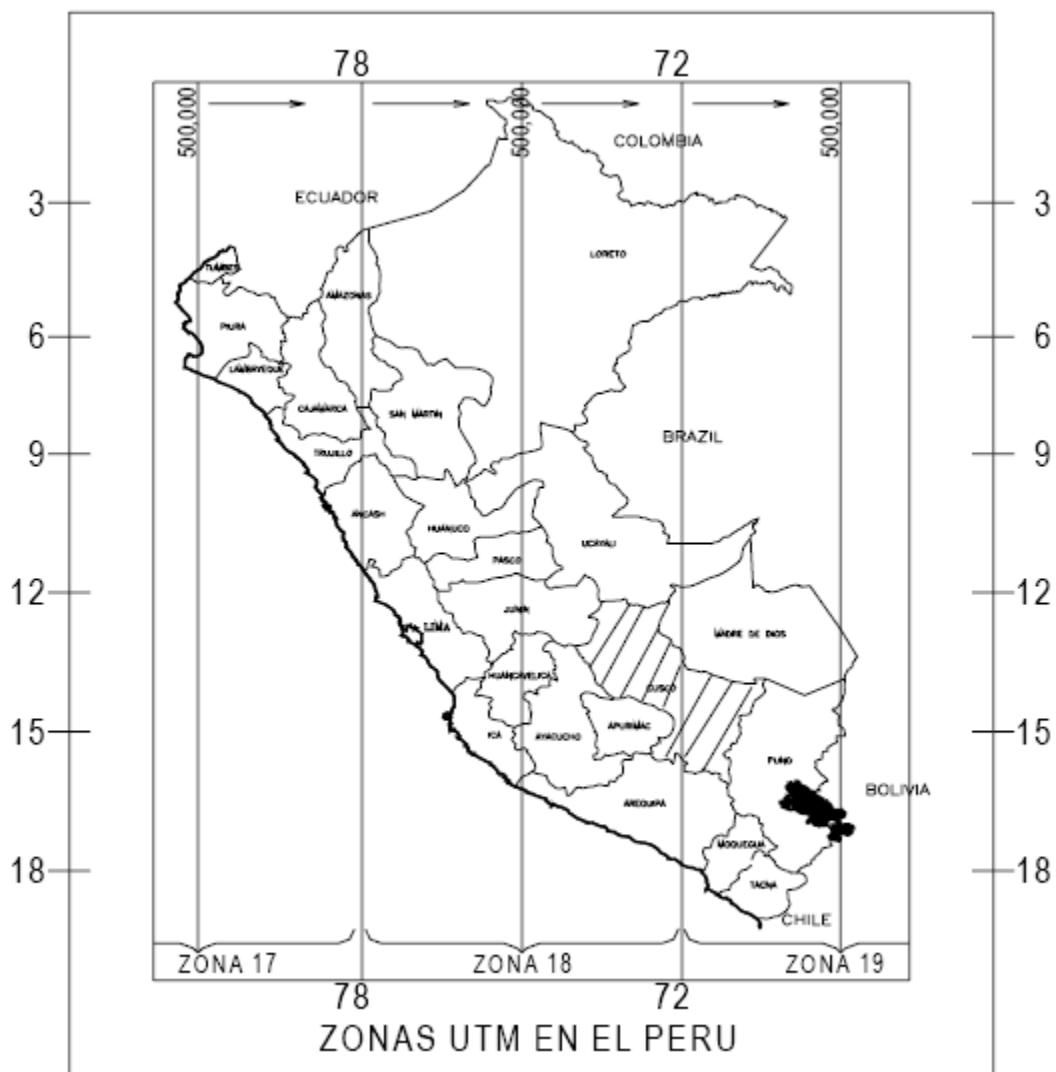 78 72
500,000 500,000 500,000
COLOMBIA
ECUADOR
3 3
LORETO
TUMBES
AMAZONAS
PIURA
6 6
LAMBAYEQUE
CAJAMARCA
SAN MARTIN
BRAZIL
9 9
TRUJILLO
ANCASH
HUANUCO
UCAYALI
PASCO
12 12
JUNIN
LIMA
MADRE DE DIOS
HUANCAVELICA
CUSCO
15 15
ICA
AYACUCHO
APURIMAC
PUNO
BOLIVIA
AREQUIPA
MOQUEGUA
18 18
TACNA
CHILE
ZONA 17 ZONA 18 ZONA 19
78 72
ZONAS UTM EN EL PERU